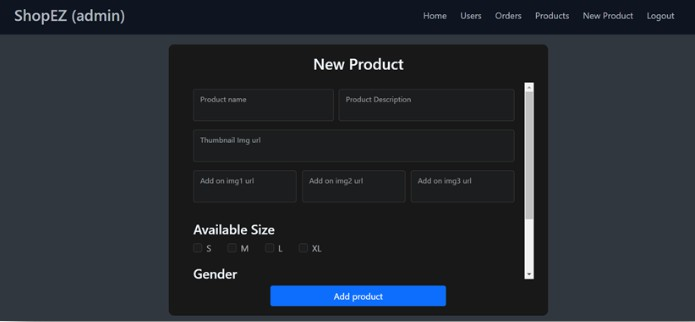 ShopEZ (admin)
Home Users Orders Products New Product Logout
New Product
Product name Product Description
Thumbnail Img url
Add on img1 url Add on img2 url Add on img3 url
Available Size
S M L XL
Gender
Add product